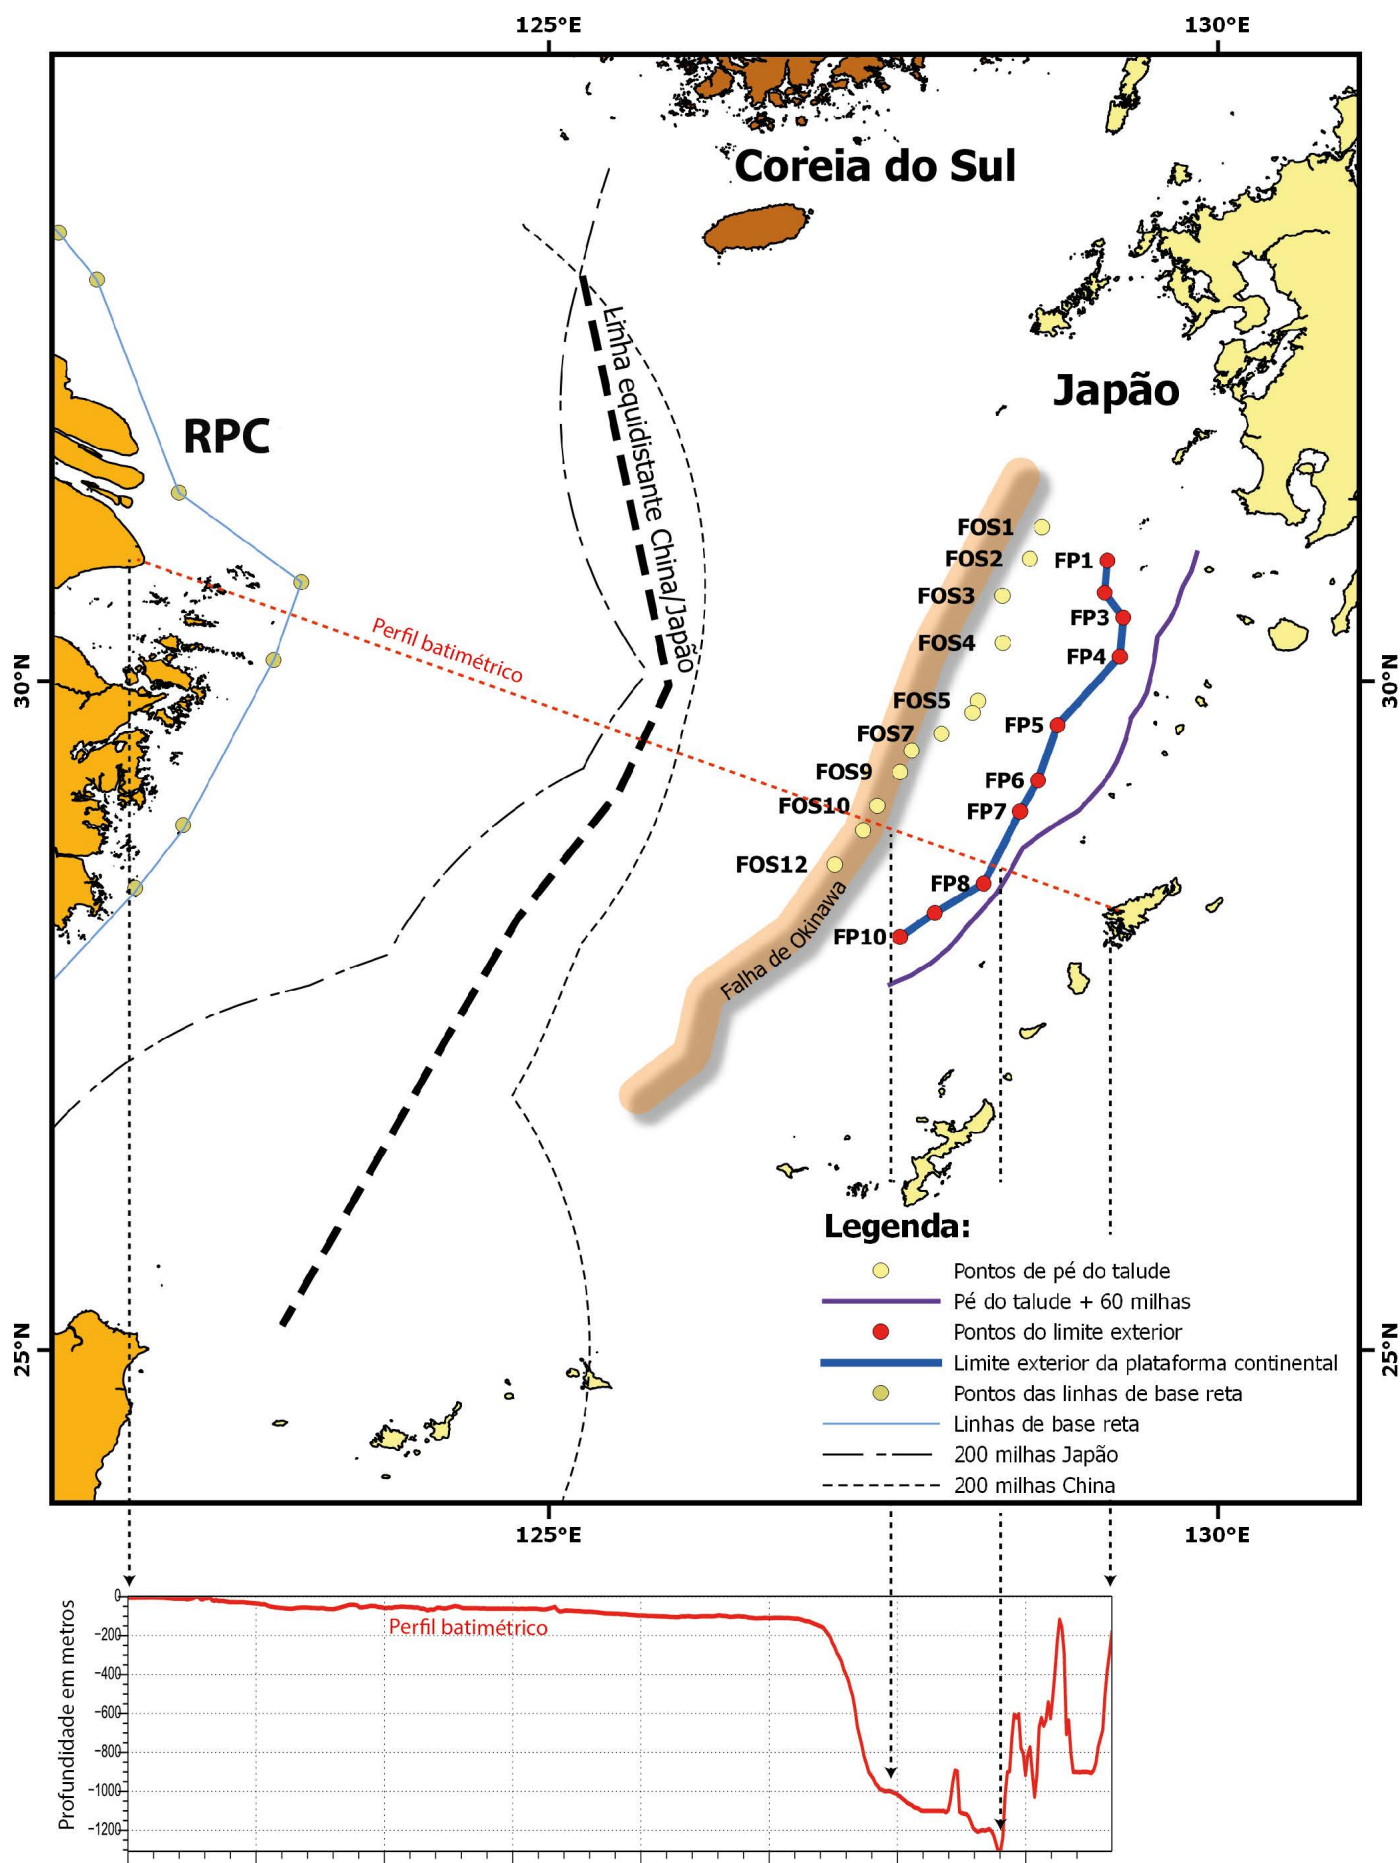 125°E
130°E
Coreia do Sul
Japão
RPC
Linha equidistante China/Japão
Perfil batimétrico
30°N
30°N
FOS1
FOS2
FOS3
FOS4
FOS5
FOS7
FOS9
FOS10
FOS12
FP1
FP3
FP4
FP5
FP6
FP7
FP8
FP10
Falha de Okinawa
25°N
25°N
Legenda:
Pontos de pé do talude
Pé do talude + 60 milhas
Pontos do limite exterior
Limite exterior da plataforma continental
Pontos das linhas de base reta
Linhas de base reta
200 milhas Japão
200 milhas China
125°E
130°E
Profundidade em metros
0
−200
−400
−600
−800
−1000
−1200
Perfil batimétrico